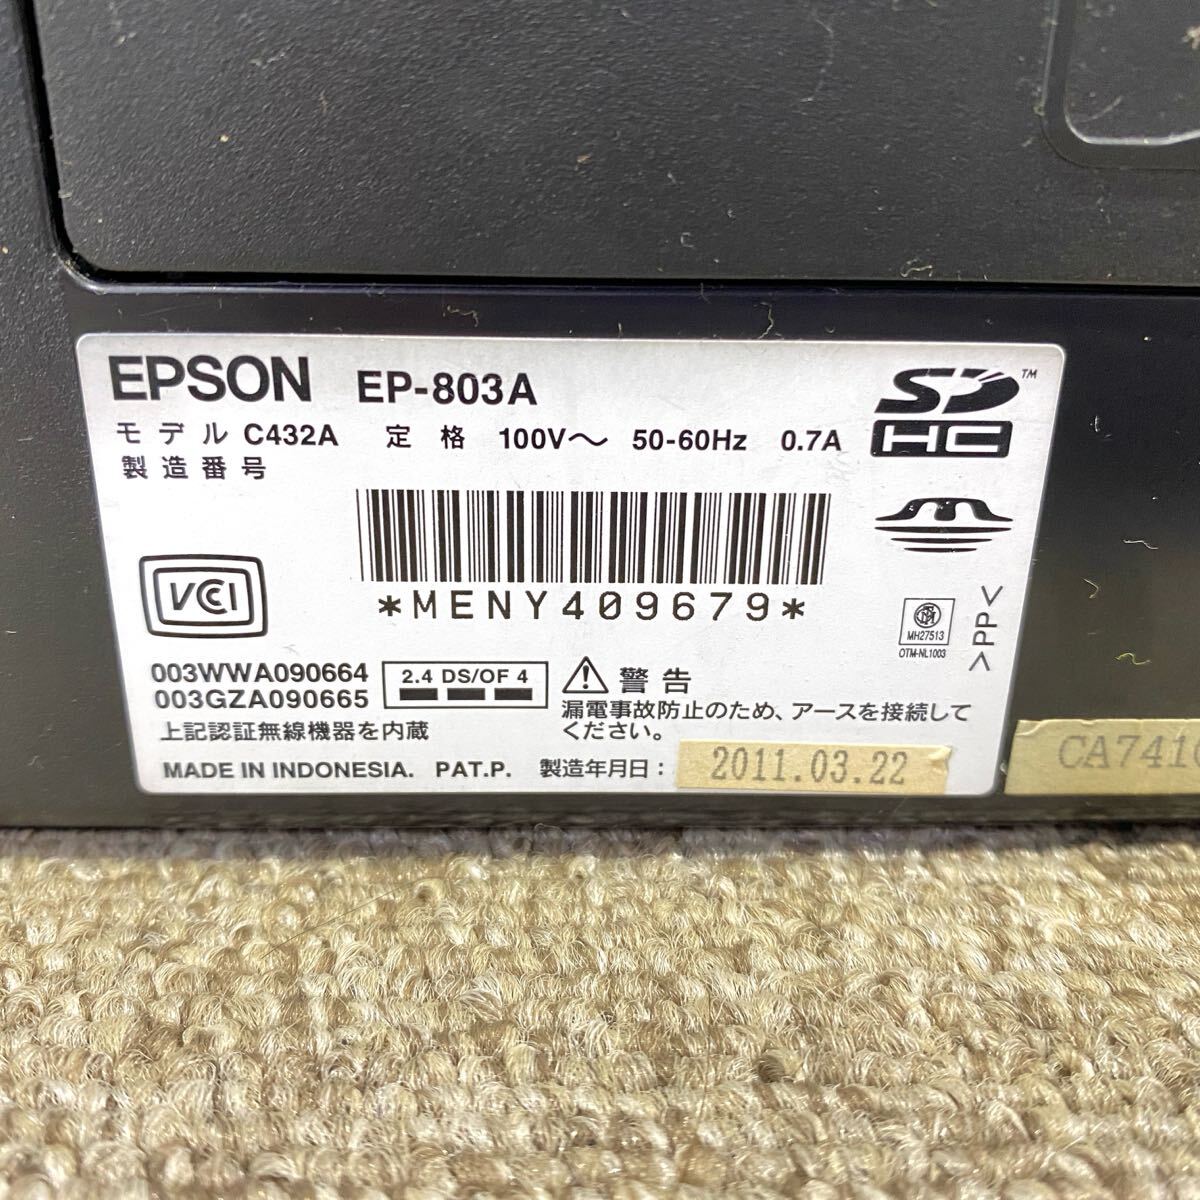 EPSON EP-803A
モデル C432A 定格 100V～ 50-60Hz 0.7A
製造番号
SD™
HC
*MENY409679*
VCCI
MH27513
OTM-NL1003
>PP<
003WWA090664
003GZA090665
2.4 DS/OF 4
上記認証無線機器を内蔵
警告
漏電事故防止のため、アースを接続して
ください。
MADE IN INDONESIA. PAT.P. 製造年月日：2011.03.22